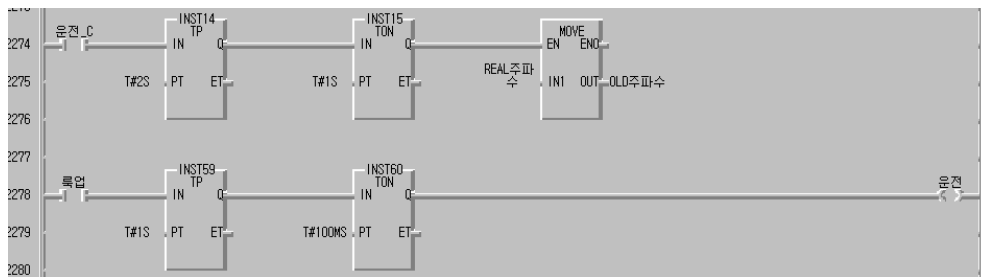 INST14 INST15
운전_C TP TON MOVE
2274 IN Q IN Q EN ENO
REAL주파
2275 T#2S PT ET T#1S PT ET 수 IN1 OUT OLD주파수
2276
2277
INST59 INST60
룩업 TP TON 운전
2278 IN Q IN Q
2279 T#1S PT ET T#100MS PT ET
2280